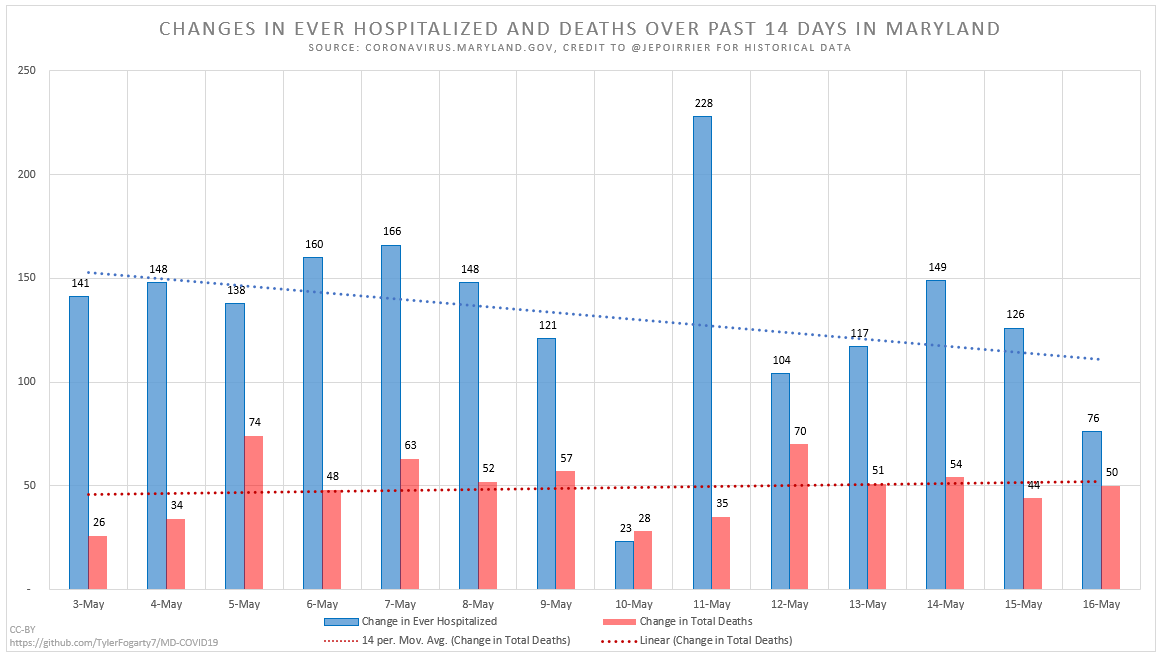 CHANGES IN EVER HOSPITALIZED AND DEATHS OVER PAST 14 DAYS IN MARYLAND
SOURCE: CORONAVIRUS.MARYLAND.GOV, CREDIT TO @JEPOIRRIER FOR HISTORICAL DATA
250
200
150
100
50
-
141 148 138 160 166 148 121 23 228 104 117 149 126 76
26 34 74 48 63 52 57 28 35 70 51 54 44 50
3-May 4-May 5-May 6-May 7-May 8-May 9-May 10-May 11-May 12-May 13-May 14-May 15-May 16-May
Change in Ever Hospitalized Change in Total Deaths
14 per. Mov. Avg. (Change in Total Deaths) Linear (Change in Total Deaths)
CC-BY
https://github.com/TylerFogarty7/MD-COVID19